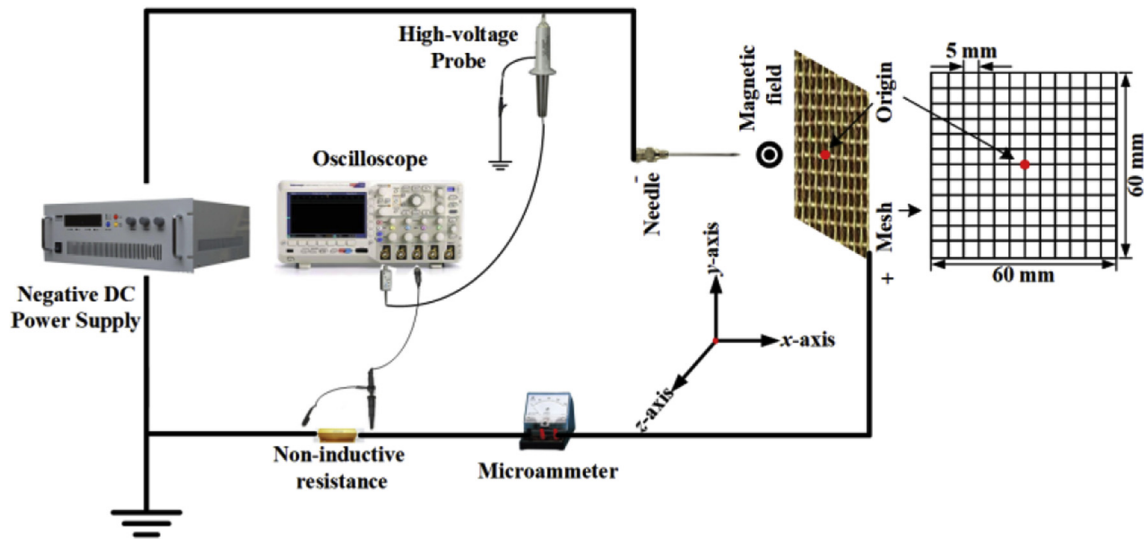 High-voltage
Probe
Oscilloscope
Negative DC
Power Supply
Needle
-
Magnetic
field
Origin
Mesh
+
5 mm
60 mm
60 mm
y-axis
x-axis
z-axis
Non-inductive
resistance
Microammeter